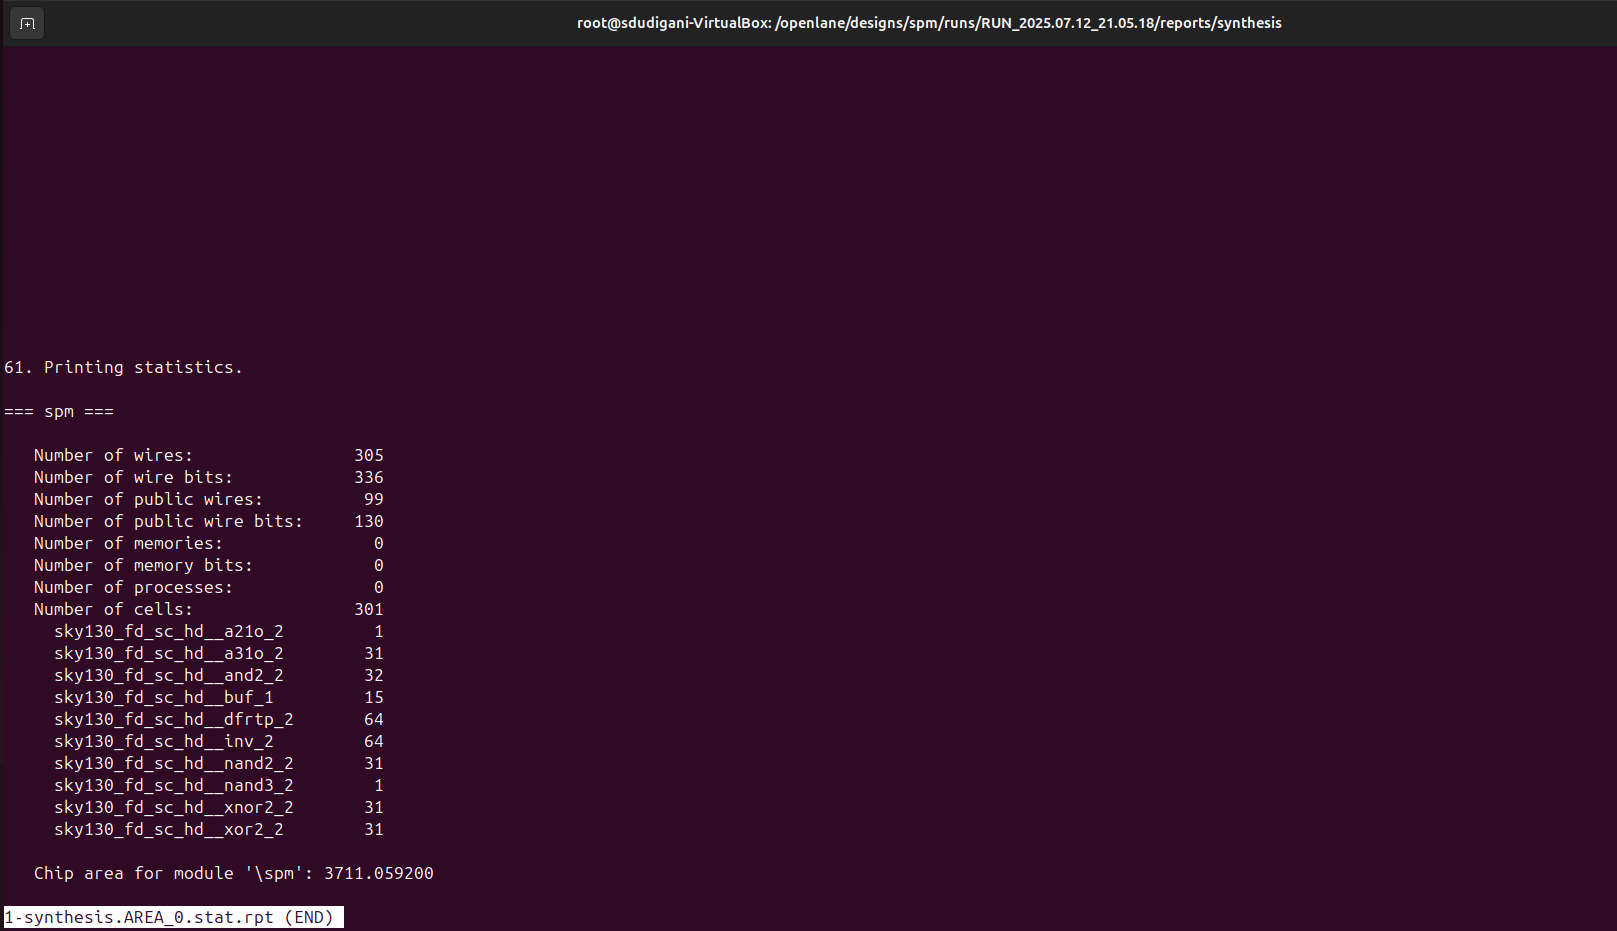 root@sdudigani-VirtualBox: /openlane/designs/spm/runs/RUN_2025.07.12_21.05.18/reports/synthesis
61. Printing statistics.
=== spm ===
Number of wires: 305
Number of wire bits: 336
Number of public wires: 99
Number of public wire bits: 130
Number of memories: 0
Number of memory bits: 0
Number of processes: 0
Number of cells: 301
sky130_fd_sc_hd__a21o_2 1
sky130_fd_sc_hd__a31o_2 31
sky130_fd_sc_hd__and2_2 32
sky130_fd_sc_hd__buf_1 15
sky130_fd_sc_hd__dfrtp_2 64
sky130_fd_sc_hd__inv_2 64
sky130_fd_sc_hd__nand2_2 31
sky130_fd_sc_hd__nand3_2 1
sky130_fd_sc_hd__xnor2_2 31
sky130_fd_sc_hd__xor2_2 31
Chip area for module '\spm': 3711.059200
1-synthesis.AREA_0.stat.rpt (END)